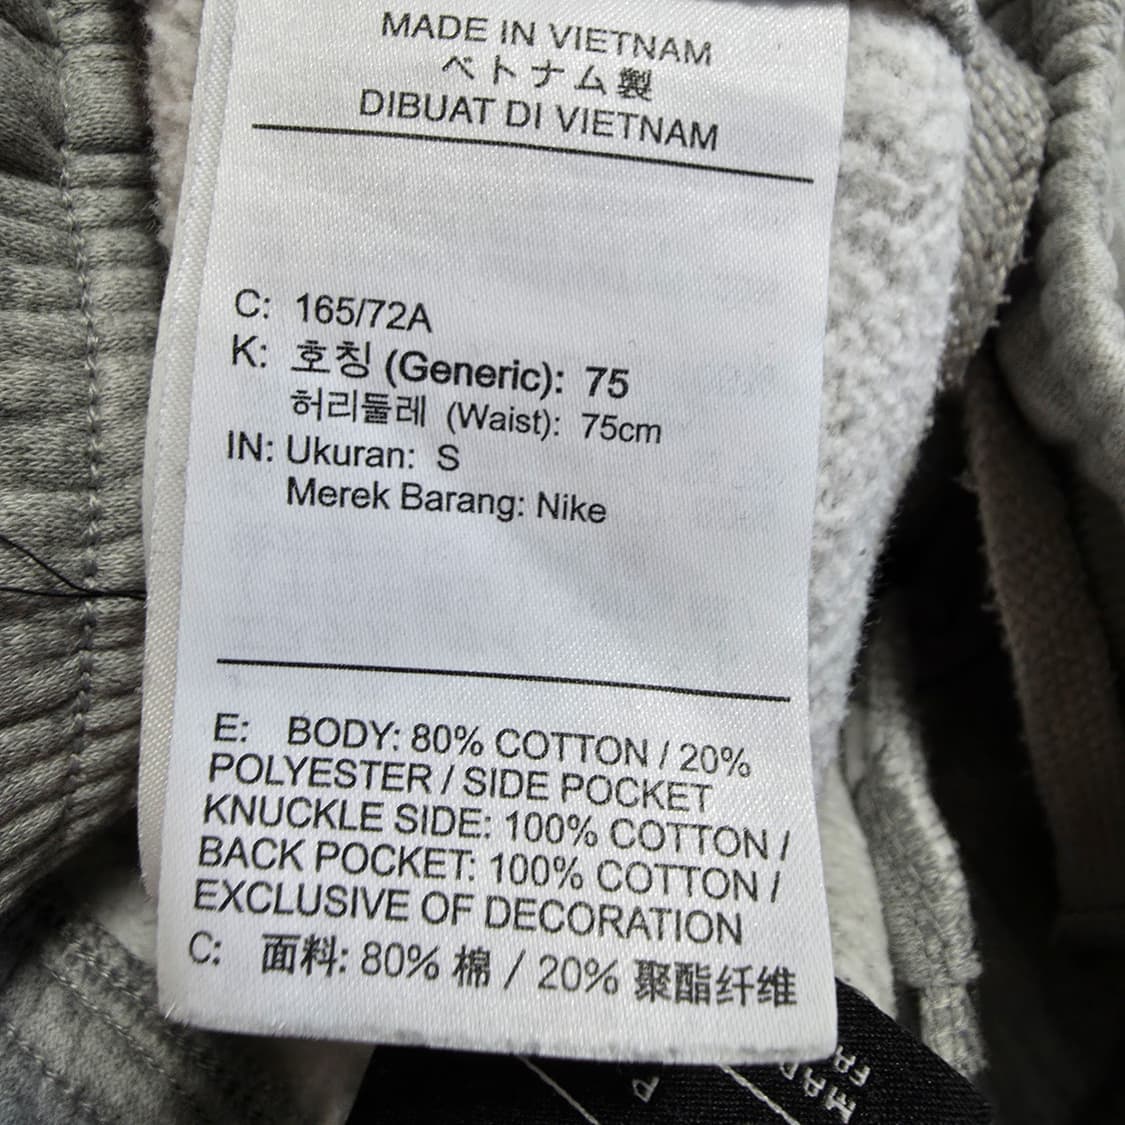 MADE IN VIETNAM
ベトナム製
DIBUAT DI VIETNAM
C: 165/72A
K: 호칭 (Generic): 75
허리둘레 (Waist): 75cm
IN: Ukuran: S
Merek Barang: Nike
E: BODY: 80% COTTON / 20%
POLYESTER / SIDE POCKET
KNUCKLE SIDE: 100% COTTON /
BACK POCKET: 100% COTTON /
EXCLUSIVE OF DECORATION
C: 面料: 80% 棉 / 20% 聚酯纤维